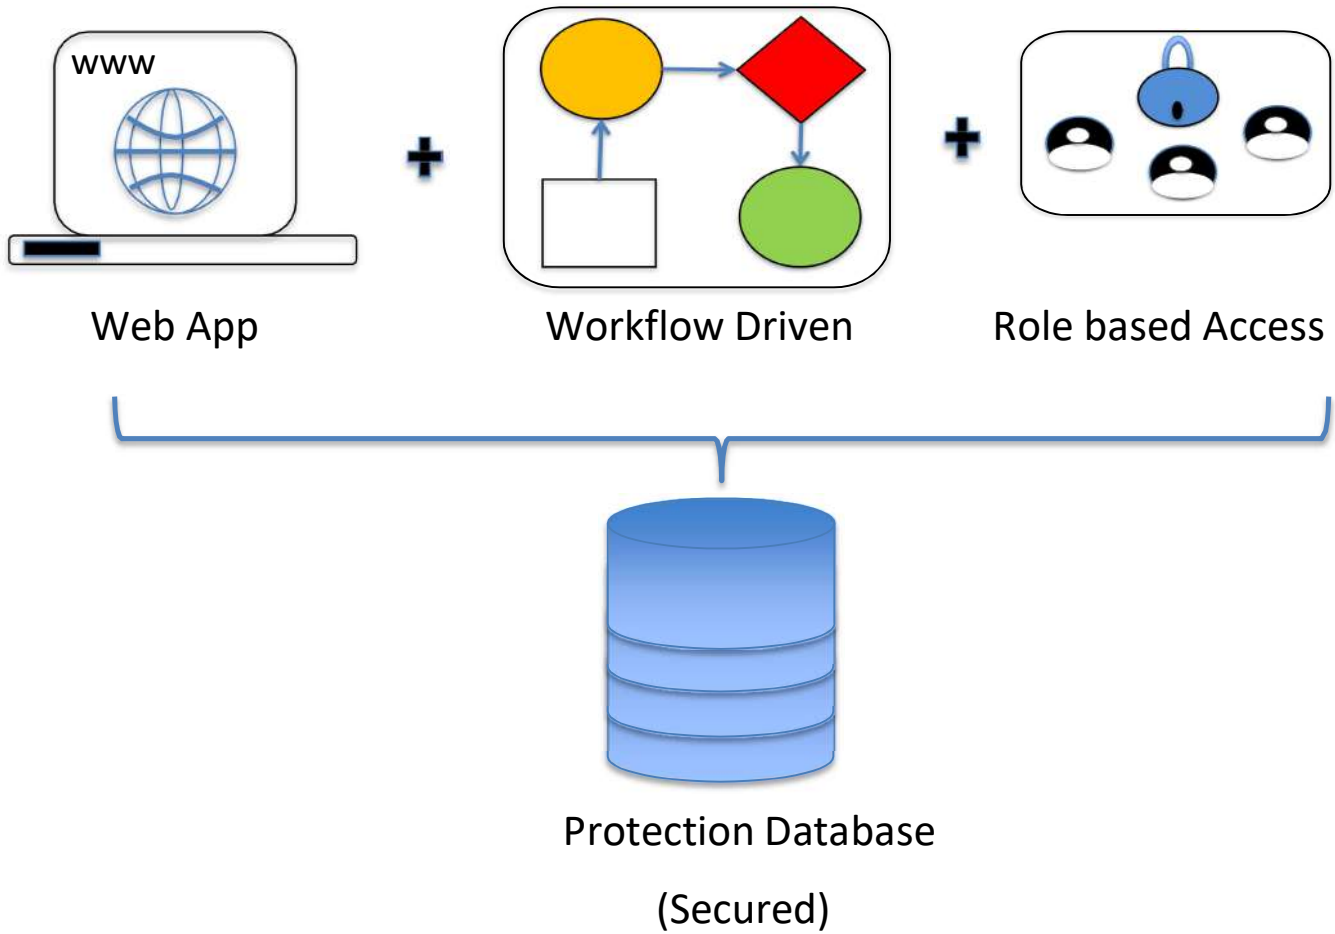 www
Web App
Workflow Driven
Role based Access
Protection Database
(Secured)